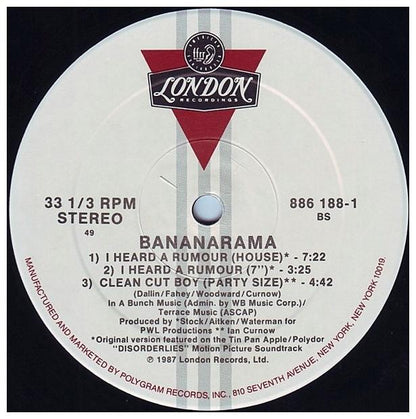 ffrr
LONDON
RECORDINGS
33 1/3 RPM
STEREO
49
886 188-1
BS
BANANARAMA
1) I HEARD A RUMOUR (HOUSE)* - 7:22
2) I HEARD A RUMOUR (7")* - 3:25
3) CLEAN CUT BOY (PARTY SIZE)** - 4:42
(Dallin/Fahey/Woodward/Curnow)
In A Bunch Music (Admin. by WB Music Corp.)/
Terrace Music (ASCAP)
Produced by *Stock/Aitken/Waterman for
PWL Productions ** Ian Curnow
*Original version featured on the Tin Pan Apple/Polydor
"DISORDERLIES" Motion Picture Soundtrack
℗ 1987 London Records, Ltd.
MANUFACTURED AND MARKETED BY POLYGRAM RECORDS, INC., 810 SEVENTH AVENUE, NEW YORK, NEW YORK 10019